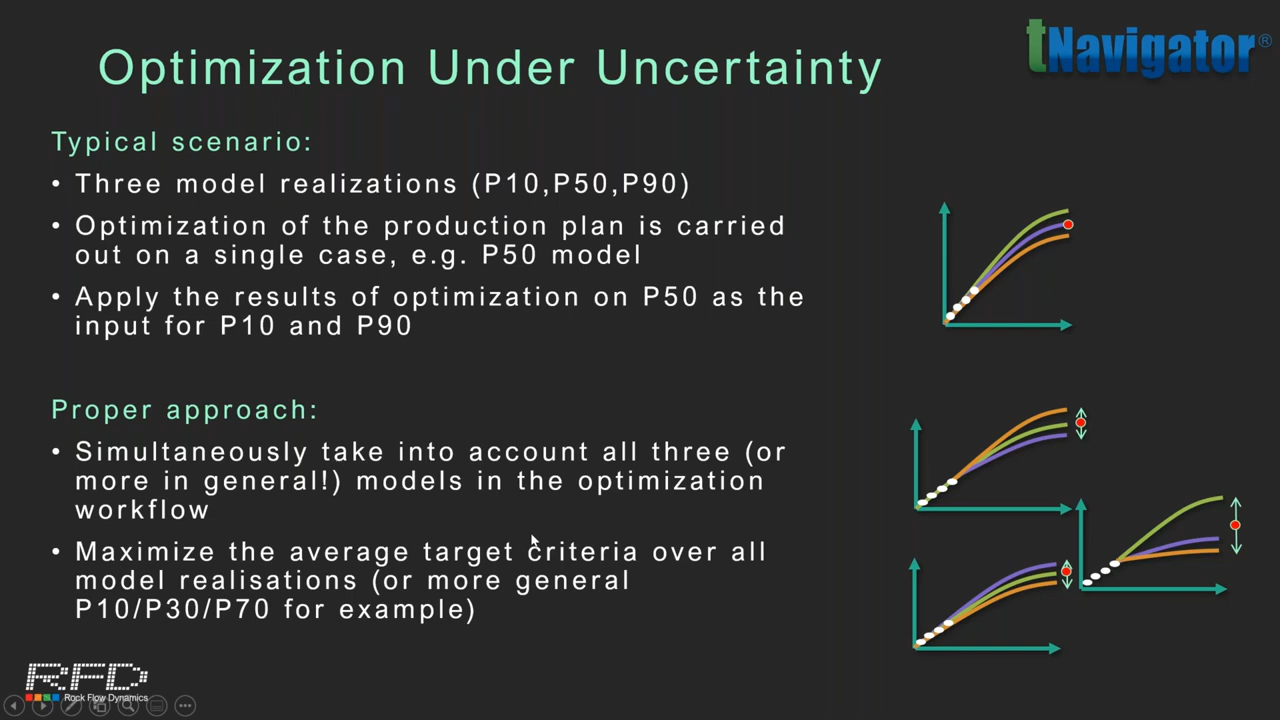 Optimization Under Uncertainty
tNavigator®
Typical scenario:
• Three model realizations (P10,P50,P90)
• Optimization of the production plan is carried
out on a single case, e.g. P50 model
• Apply the results of optimization on P50 as the
input for P10 and P90
Proper approach:
• Simultaneously take into account all three (or
more in general!) models in the optimization
workflow
• Maximize the average target criteria over all
model realisations (or more general
P10/P30/P70 for example)
RFD
Rock Flow Dynamics